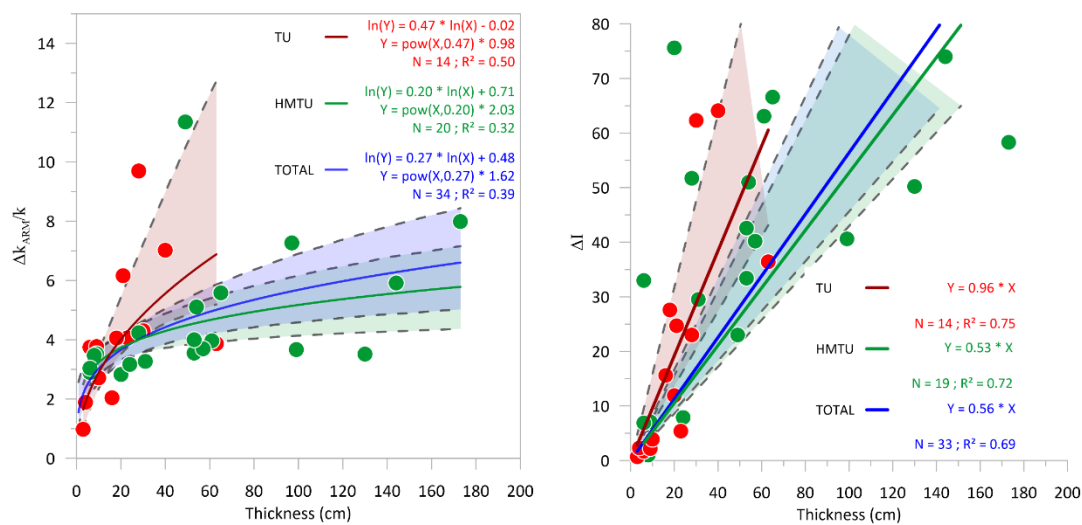 14
12
10
8
6
4
2
0
ΔkARM/k
0 20 40 60 80 100 120 140 160 180 200
Thickness (cm)
TU
ln(Y) = 0.47 * ln(X) - 0.02
Y = pow(X,0.47) * 0.98
N = 14 ; R² = 0.50
HMTU
ln(Y) = 0.20 * ln(X) + 0.71
Y = pow(X,0.20) * 2.03
N = 20 ; R² = 0.32
TOTAL
ln(Y) = 0.27 * ln(X) + 0.48
Y = pow(X,0.27) * 1.62
N = 34 ; R² = 0.39
80
70
60
50
40
30
20
10
0
ΔI
0 20 40 60 80 100 120 140 160 180 200
Thickness (cm)
TU
Y = 0.96 * X
N = 14 ; R² = 0.75
HMTU
Y = 0.53 * X
N = 19 ; R² = 0.72
TOTAL
Y = 0.56 * X
N = 33 ; R² = 0.69